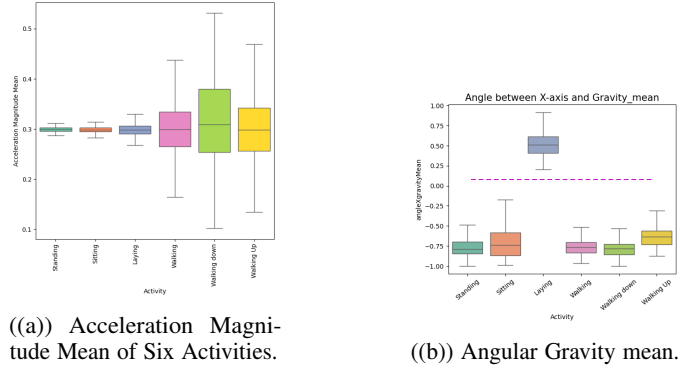 0.5
0.4
0.3
0.2
0.1
Acceleration Magnitude Mean
Standing
Sitting
Laying
Walking
Walking down
Walking Up
Activity
((a)) Acceleration Magni-
tude Mean of Six Activities.
Angle between X-axis and Gravity_mean
1.00
0.75
0.50
0.25
0.00
−0.25
−0.50
−0.75
−1.00
angleXgravityMean
Standing
Sitting
Laying
Walking
Walking down
Walking Up
Activity
((b)) Angular Gravity mean.